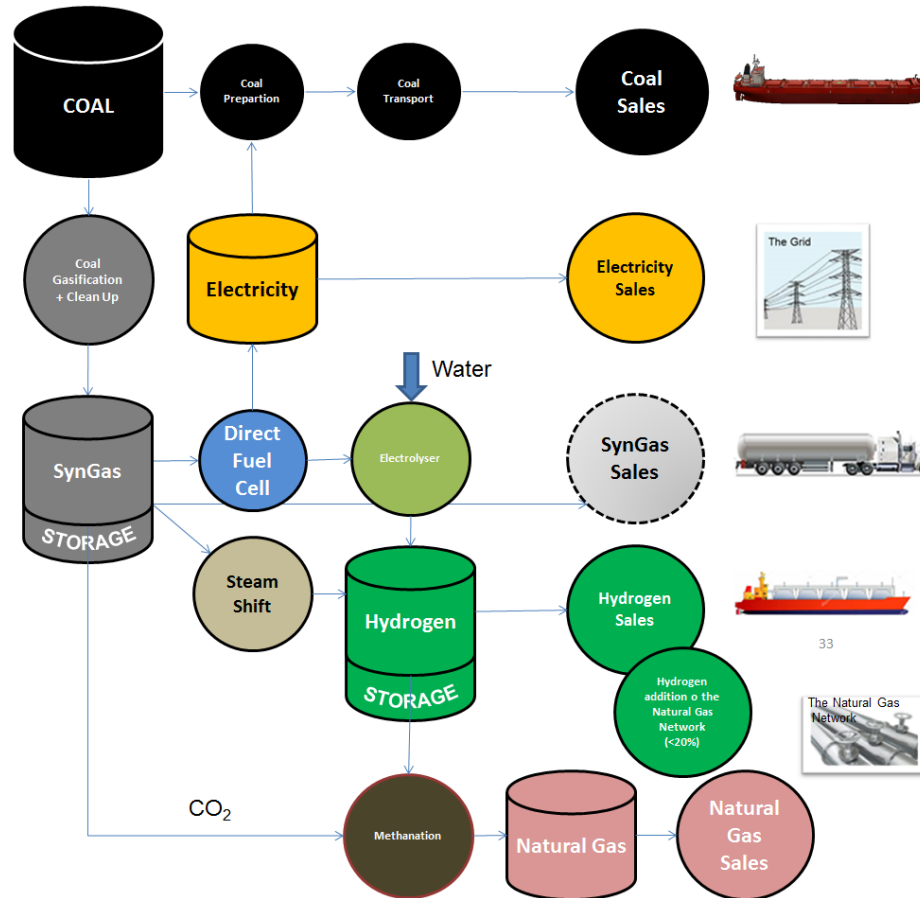 COAL
Coal
Prepartion
Coal
Transport
Coal
Sales
Coal
Gasification
+ Clean Up
Electricity
Electricity
Sales
The Grid
Water
SynGas
STORAGE
Direct
Fuel
Cell
Electrolyser
SynGas
Sales
Steam
Shift
Hydrogen
STORAGE
Hydrogen
Sales
33
Hydrogen
addition o the
Natural Gas
Network
(<20%)
The Natural Gas
Network
CO₂
Methanation
Natural Gas
Natural
Gas
Sales